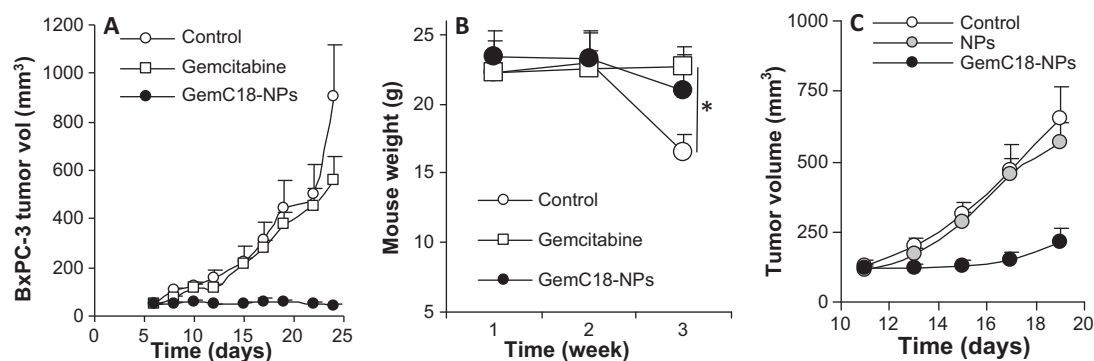 A
BxPC-3 tumor vol (mm³)
1200
1000
800
600
400
200
0
0
5
10
15
20
25
Time (days)
Control
Gemcitabine
GemC18-NPs
B
Mouse weight (g)
25
20
15
10
5
1
2
3
Time (week)
*
Control
Gemcitabine
GemC18-NPs
C
Tumor volume (mm³)
1000
750
500
250
0
10
12
14
16
18
20
Time (days)
Control
NPs
GemC18-NPs